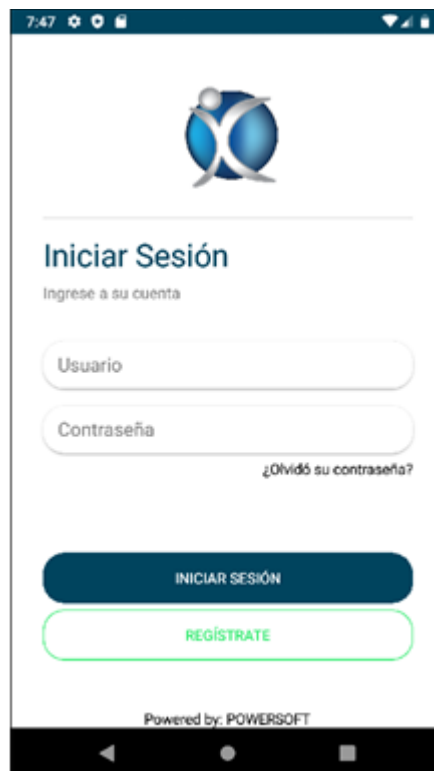 7:47
Iniciar Sesión
Ingrese a su cuenta
Usuario
Contraseña
¿Olvidó su contraseña?
INICIAR SESIÓN
REGÍSTRATE
Powered by: POWERSOFT